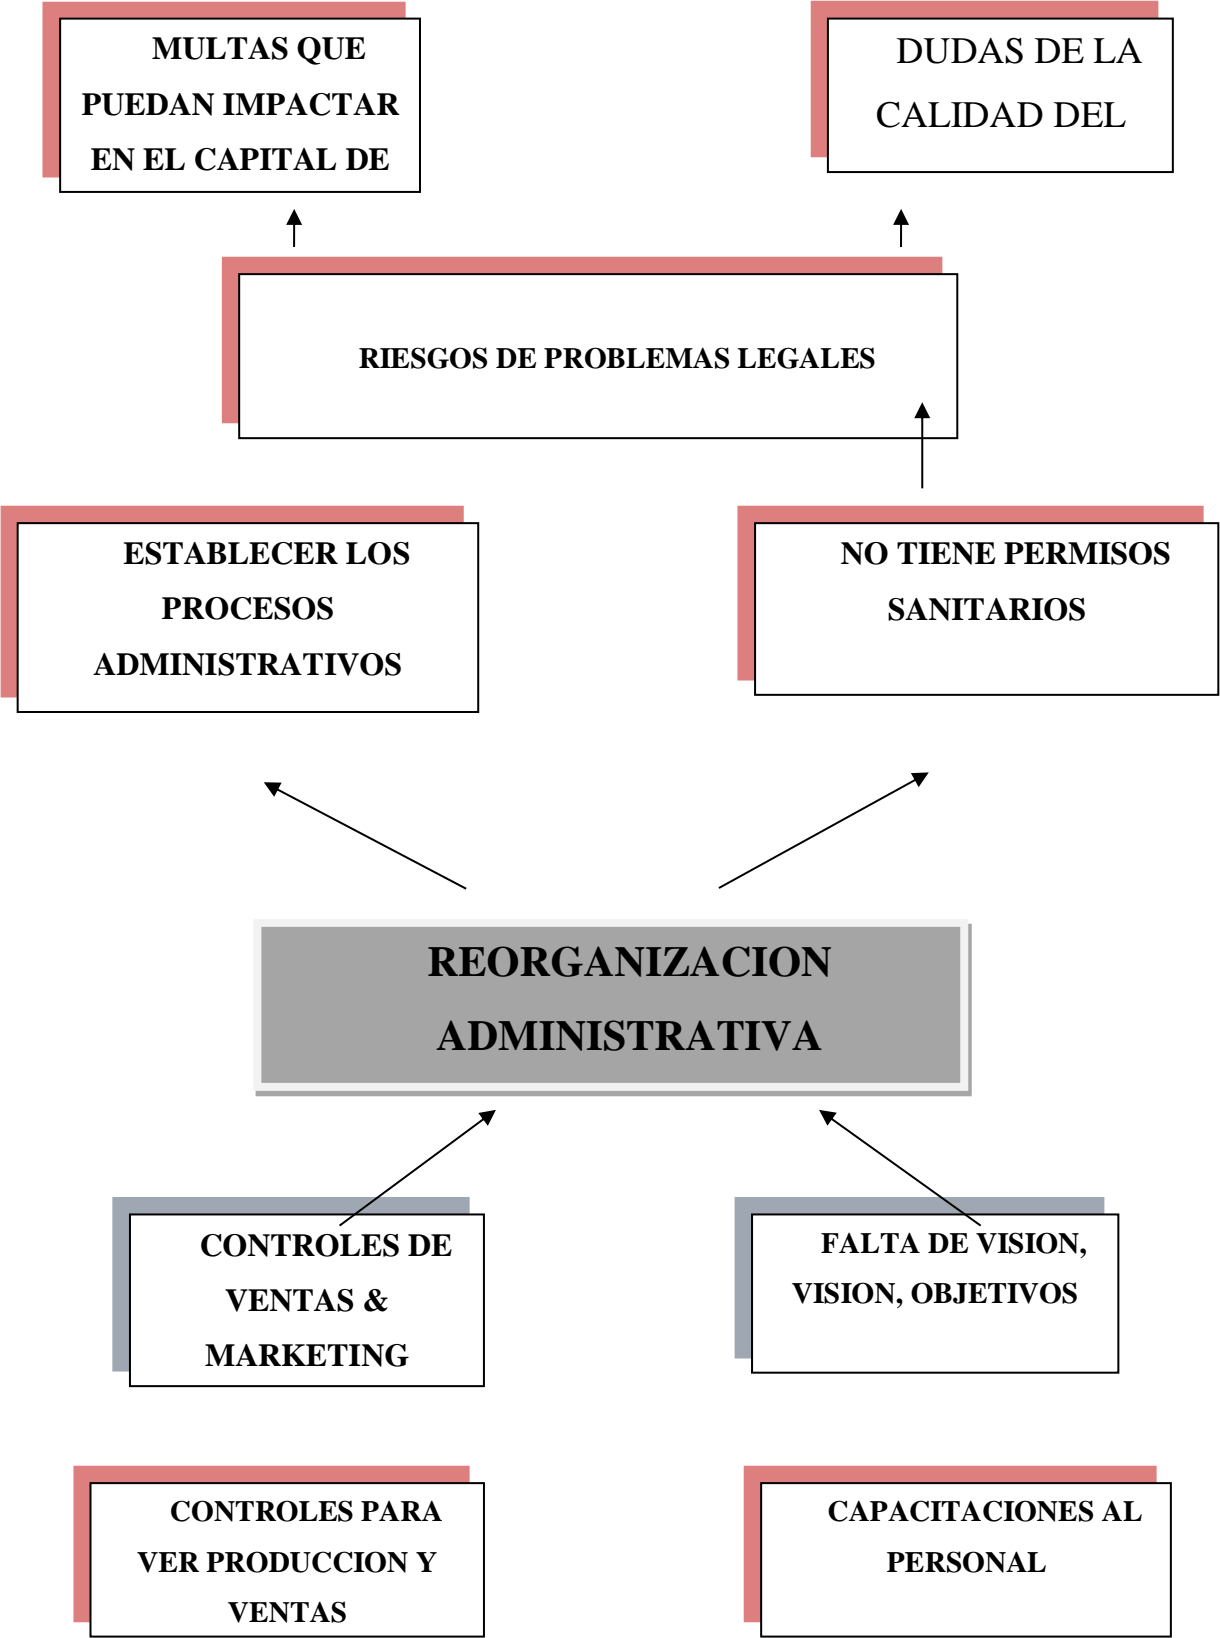 MULTAS QUE
PUEDAN IMPACTAR
EN EL CAPITAL DE
DUDAS DE LA
CALIDAD DEL
RIESGOS DE PROBLEMAS LEGALES
ESTABLECER LOS
PROCESOS
ADMINISTRATIVOS
NO TIENE PERMISOS
SANITARIOS
REORGANIZACION
ADMINISTRATIVA
CONTROLES DE
VENTAS &
MARKETING
FALTA DE VISION,
VISION, OBJETIVOS
CONTROLES PARA
VER PRODUCCION Y
VENTAS
CAPACITACIONES AL
PERSONAL